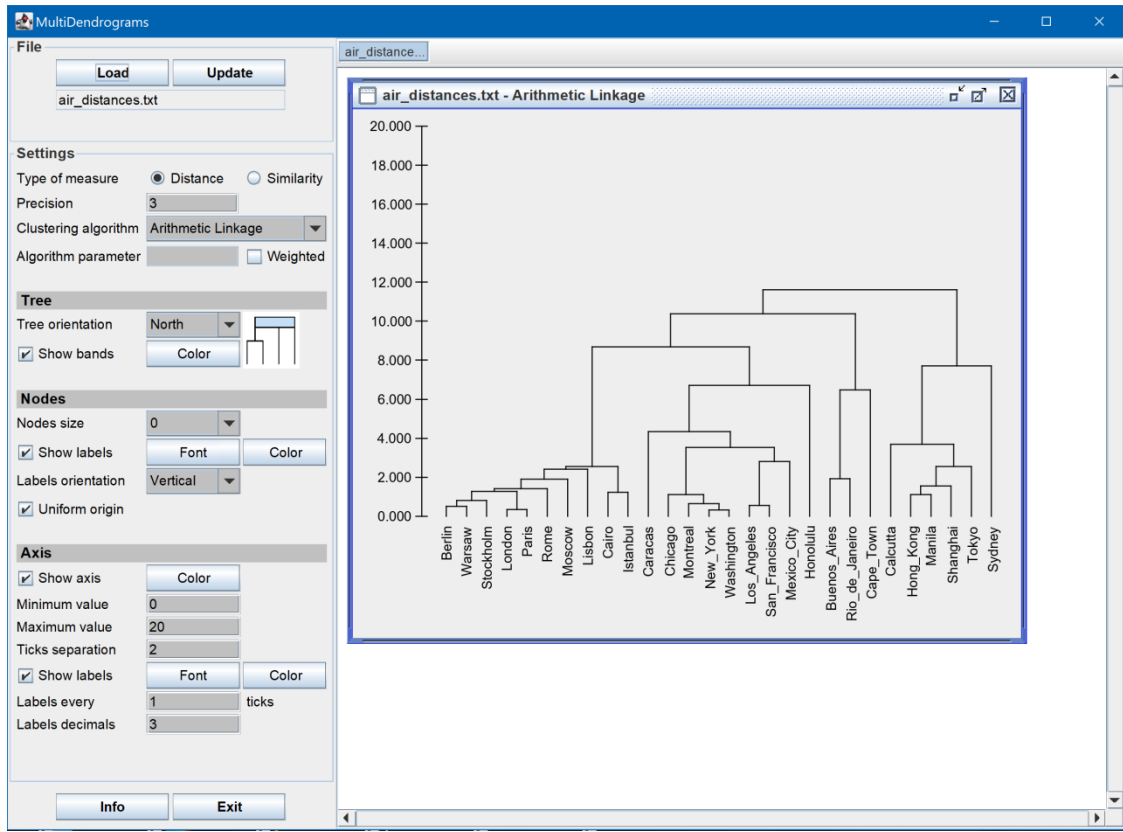 MultiDendrograms
File
Load Update
air_distances.txt
Settings
Type of measure Distance Similarity
Precision 3
Clustering algorithm Arithmetic Linkage
Algorithm parameter Weighted
Tree
Tree orientation North
Show bands Color
Nodes
Nodes size 0
Show labels Font Color
Labels orientation Vertical
Uniform origin
Axis
Show axis Color
Minimum value 0
Maximum value 20
Ticks separation 2
Show labels Font Color
Labels every 1 ticks
Labels decimals 3
Info Exit
air_distance...
air_distances.txt - Arithmetic Linkage
20.000
18.000
16.000
14.000
12.000
10.000
8.000
6.000
4.000
2.000
0.000
Berlin
Warsaw
Stockholm
London
Paris
Rome
Moscow
Lisbon
Cairo
Istanbul
Caracas
Chicago
Montreal
New_York
Washington
Los_Angeles
San_Francisco
Mexico_City
Honolulu
Buenos_Aires
Rio_de_Janeiro
Cape_Town
Calcutta
Hong_Kong
Manila
Shanghai
Tokyo
Sydney